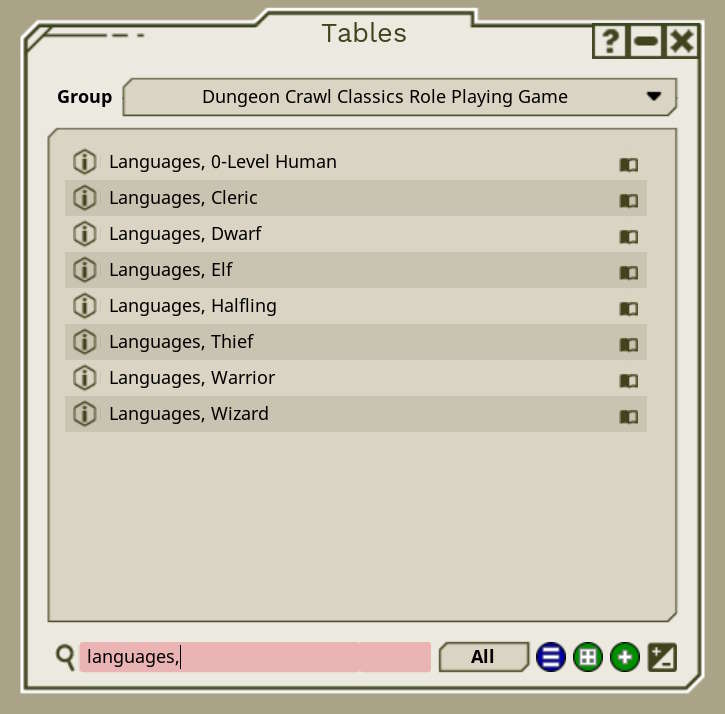 Tables
?
Group Dungeon Crawl Classics Role Playing Game
Languages, 0-Level Human
Languages, Cleric
Languages, Dwarf
Languages, Elf
Languages, Halfling
Languages, Thief
Languages, Warrior
Languages, Wizard
languages, All